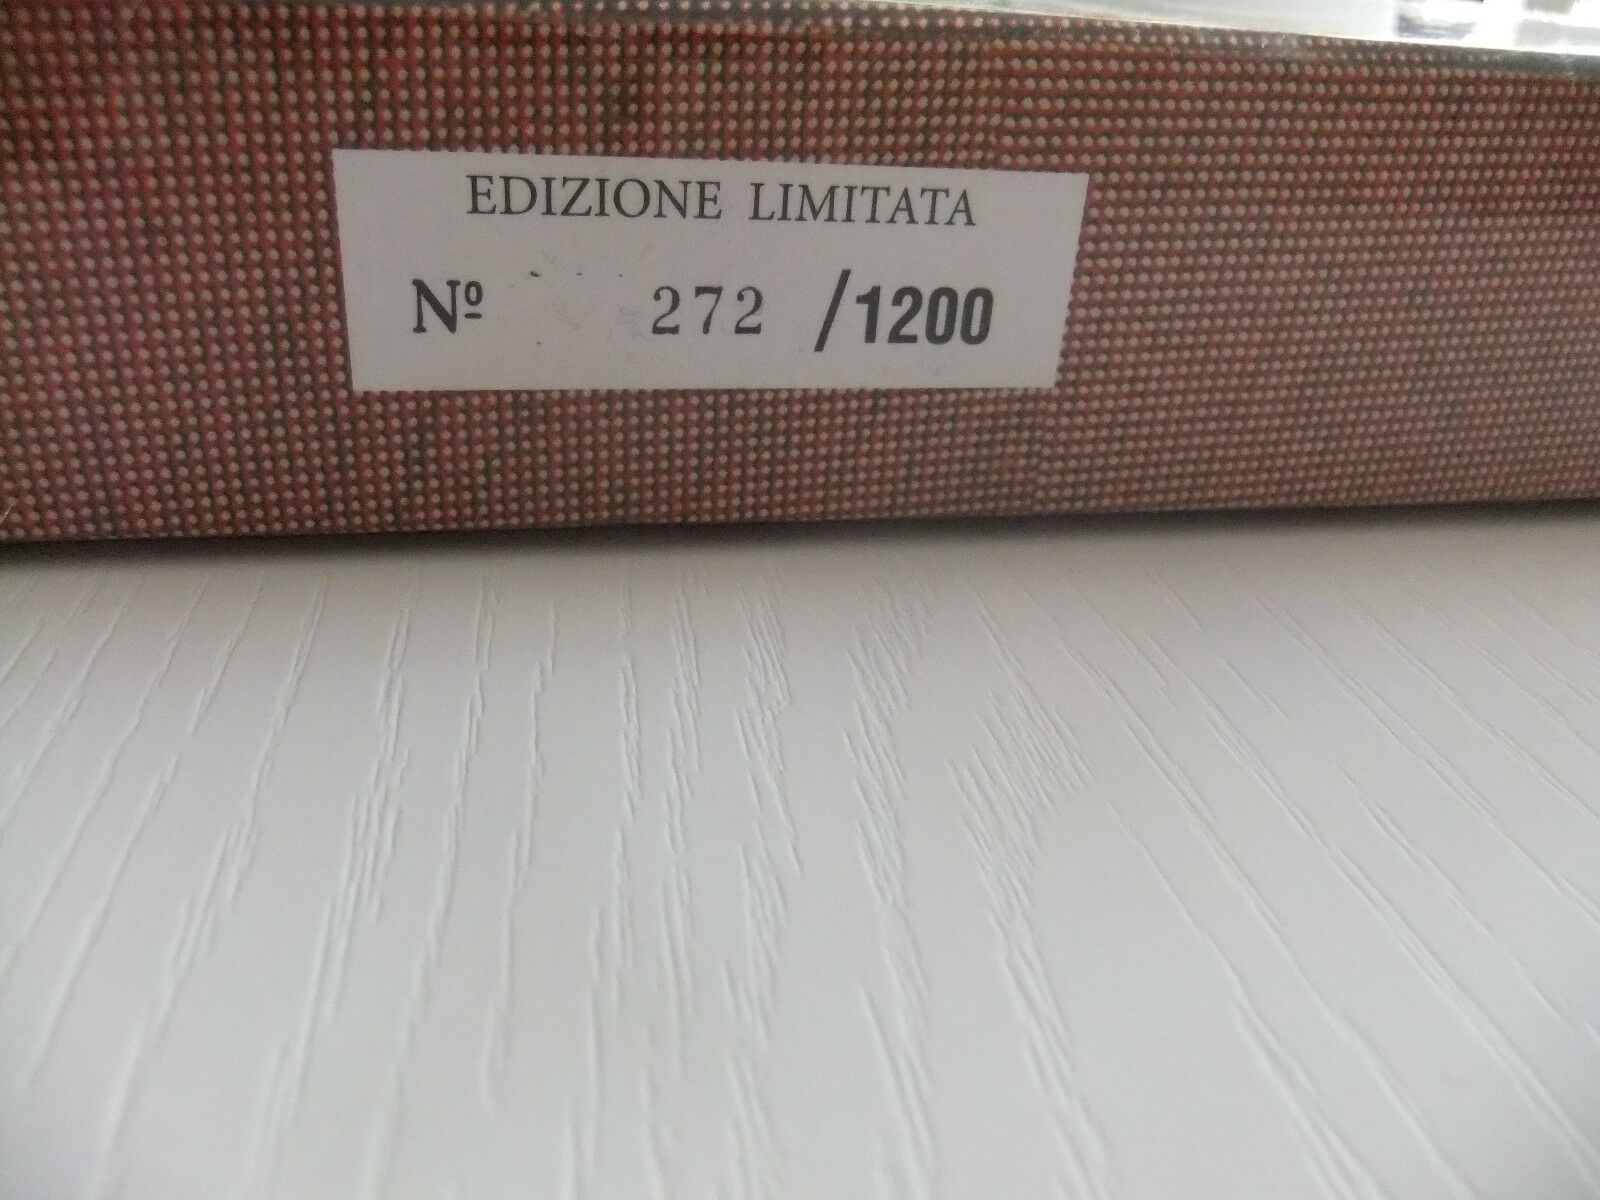 EDIZIONE LIMITATA
Nº 272 /1200